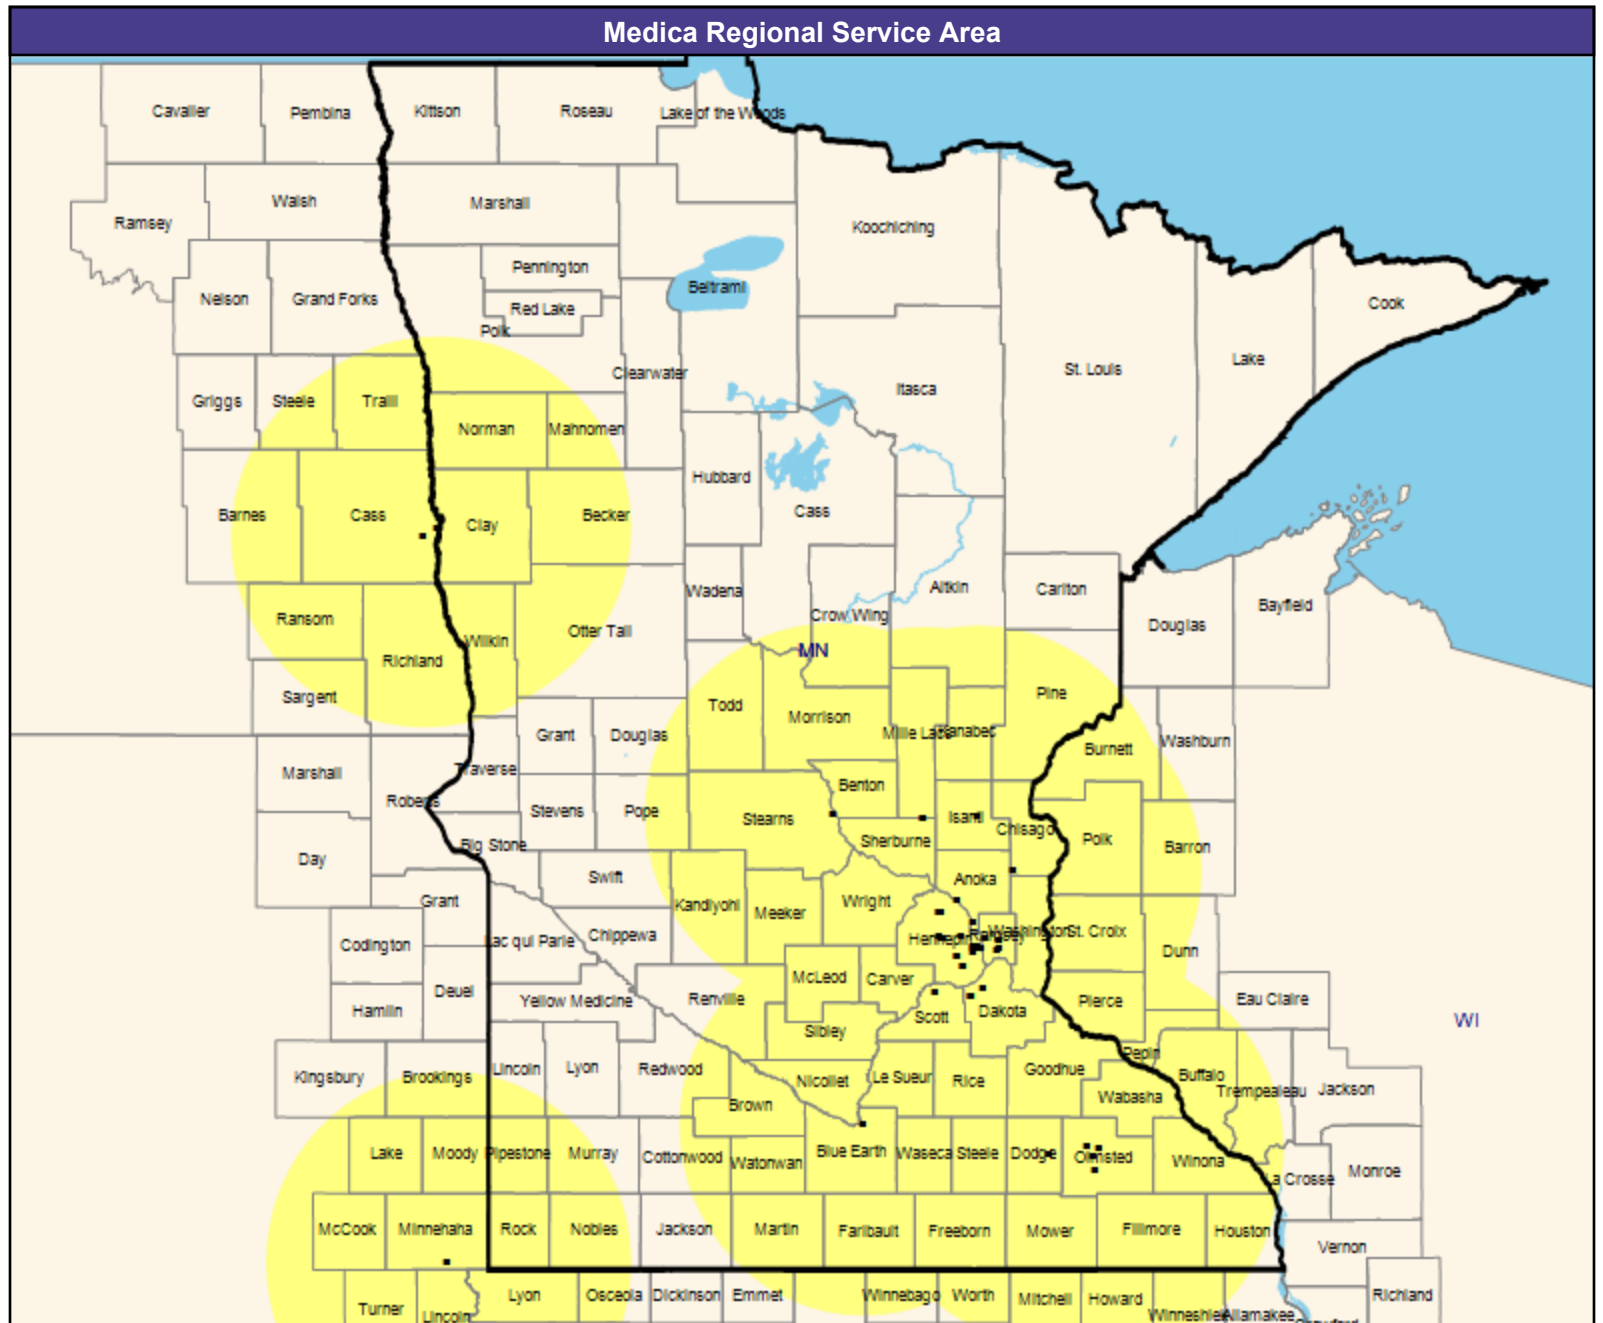 Medica Regional Service Area
Cavalier Pembina Kittson Roseau Lake of the Woods
Ramsey Walsh Marshall Koochiching
Nelson Grand Forks Pennington Beltrami Cook
Red Lake
Polk
Griggs Steele Traill Clearwater Itasca St. Louis Lake
Norman Mahnomen
Barnes Cass Clay Becker Hubbard Cass
Ransom Wilkin Otter Tail Wadena Crow Wing Aitkin Carlton Douglas Bayfield
Richland MN
Sargent Todd Morrison Pine
Grant Douglas Mille Lacs Kanabec Burnett Washburn
Marshall Traverse
Roberts Stevens Pope Benton
Day Big Stone Stearns Sherburne Isanti Chisago Polk Barron
Swift Anoka
Grant Kandiyohi Meeker Wright
Codington Lac qui Parle Chippewa Hennepin Ramsey Washington St. Croix Dunn
Deuel McLeod Carver
Hamlin Yellow Medicine Renville Scott Dakota Pierce Eau Claire
Sibley WI
Kingsbury Brookings Lincoln Lyon Redwood Nicollet Le Sueur Rice Goodhue Pepin Buffalo Trempealeau Jackson
Brown Wabasha
Lake Moody Pipestone Murray Cottonwood Watonwan Blue Earth Waseca Steele Dodge Olmsted Winona La Crosse Monroe
McCook Minnehaha Rock Nobles Jackson Martin Faribault Freeborn Mower Fillmore Houston Vernon
Turner Lincoln Lyon Osceola Dickinson Emmet Winnebago Worth Mitchell Howard Winneshiek Allamakee Richland